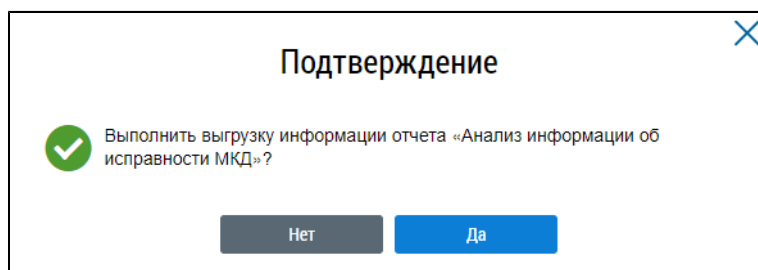 Подтверждение
Выполнить выгрузку информации отчета «Анализ информации об
исправности МКД»?
Нет
Да